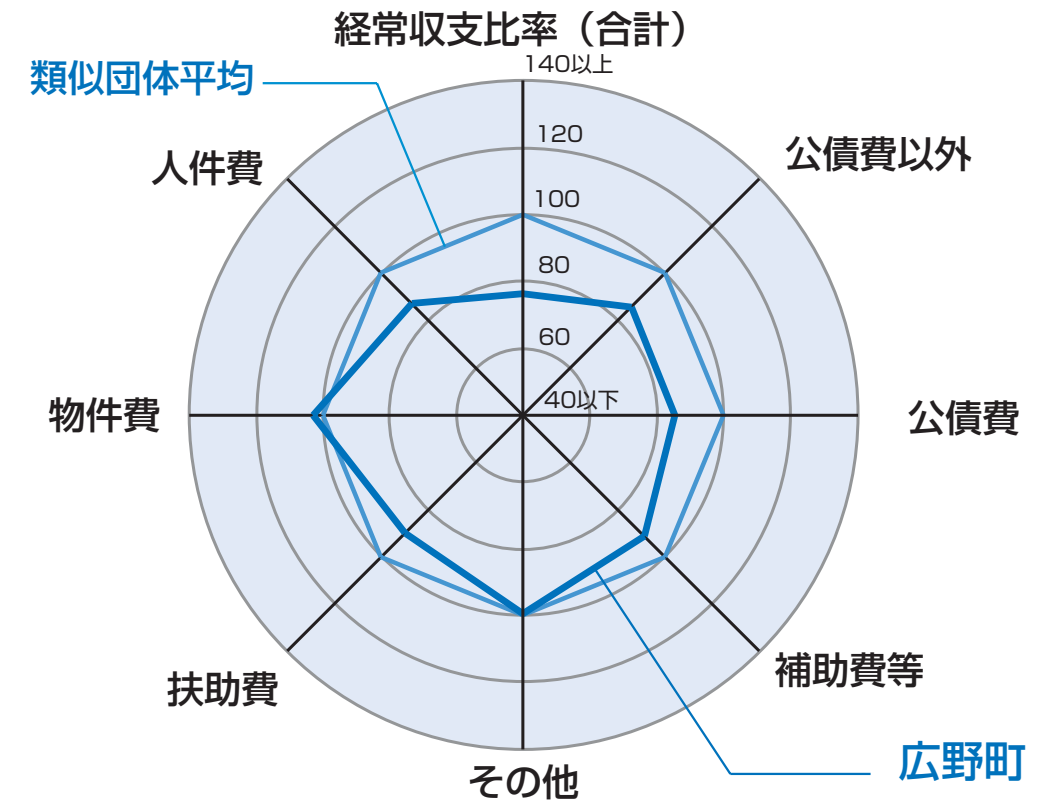 経常収支比率（合計）
140以上
類似団体平均
120
公債費以外
人件費
100
80
60
40以下
物件費
公債費
補助費等
扶助費
広野町
その他